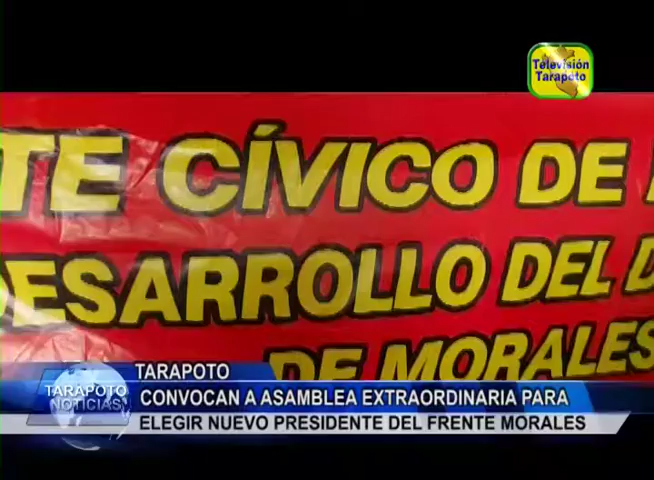 Televisión
Tarapoto
TE CÍVICO DE
DESARROLLO DEL D
DE MORALES
TARAPOTO
TARAPOTO
NOTICIAS
CONVOCAN A ASAMBLEA EXTRAORDINARIA PARA
ELEGIR NUEVO PRESIDENTE DEL FRENTE MORALES